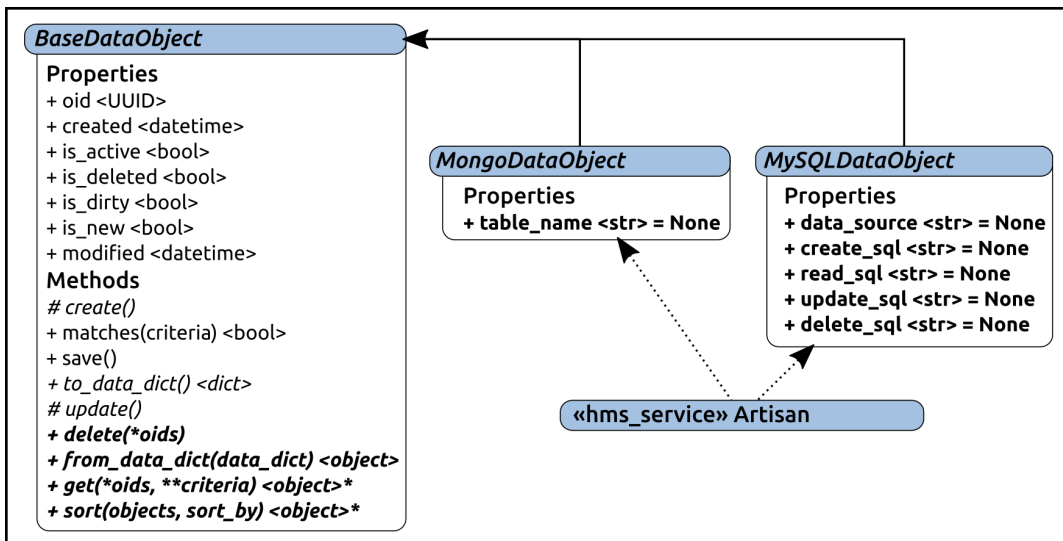 BaseDataObject
Properties
+ oid <UUID>
+ created <datetime>
+ is_active <bool>
+ is_deleted <bool>
+ is_dirty <bool>
+ is_new <bool>
+ modified <datetime>
Methods
# create()
+ matches(criteria) <bool>
+ save()
+ to_data_dict() <dict>
# update()
+ delete(*oids)
+ from_data_dict(data_dict) <object>
+ get(*oids, **criteria) <object>*
+ sort(objects, sort_by) <object>*
MongoDataObject
Properties
+ table_name <str> = None
MySQLDataObject
Properties
+ data_source <str> = None
+ create_sql <str> = None
+ read_sql <str> = None
+ update_sql <str> = None
+ delete_sql <str> = None
«hms_service» Artisan